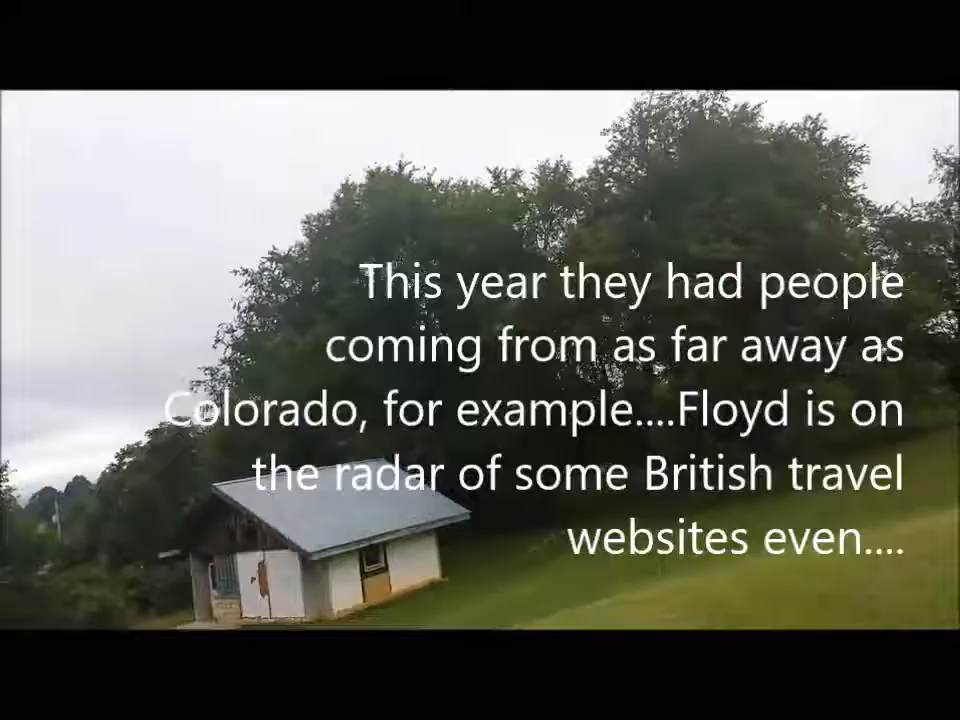 This year they had people
coming from as far away as
Colorado, for example....Floyd is on
the radar of some British travel
websites even....